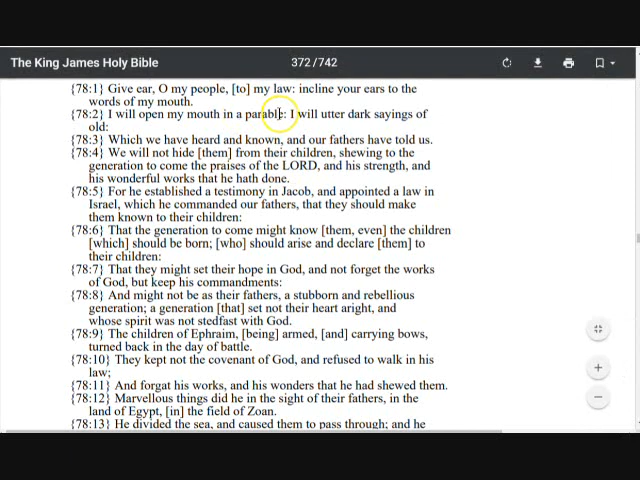 The King James Holy Bible
372 / 742
{78:1} Give ear, O my people, [to] my law: incline your ears to the
words of my mouth.
{78:2} I will open my mouth in a parable: I will utter dark sayings of
old:
{78:3} Which we have heard and known, and our fathers have told us.
{78:4} We will not hide [them] from their children, shewing to the
generation to come the praises of the LORD, and his strength, and
his wonderful works that he hath done.
{78:5} For he established a testimony in Jacob, and appointed a law in
Israel, which he commanded our fathers, that they should make
them known to their children:
{78:6} That the generation to come might know [them, even] the children
[which] should be born; [who] should arise and declare [them] to
their children:
{78:7} That they might set their hope in God, and not forget the works
of God, but keep his commandments:
{78:8} And might not be as their fathers, a stubborn and rebellious
generation; a generation [that] set not their heart aright, and
whose spirit was not stedfast with God.
{78:9} The children of Ephraim, [being] armed, [and] carrying bows,
turned back in the day of battle.
{78:10} They kept not the covenant of God, and refused to walk in his
law;
{78:11} And forgat his works, and his wonders that he had shewed them.
{78:12} Marvellous things did he in the sight of their fathers, in the
land of Egypt, [in] the field of Zoan.
{78:13} He divided the sea, and caused them to pass through; and he